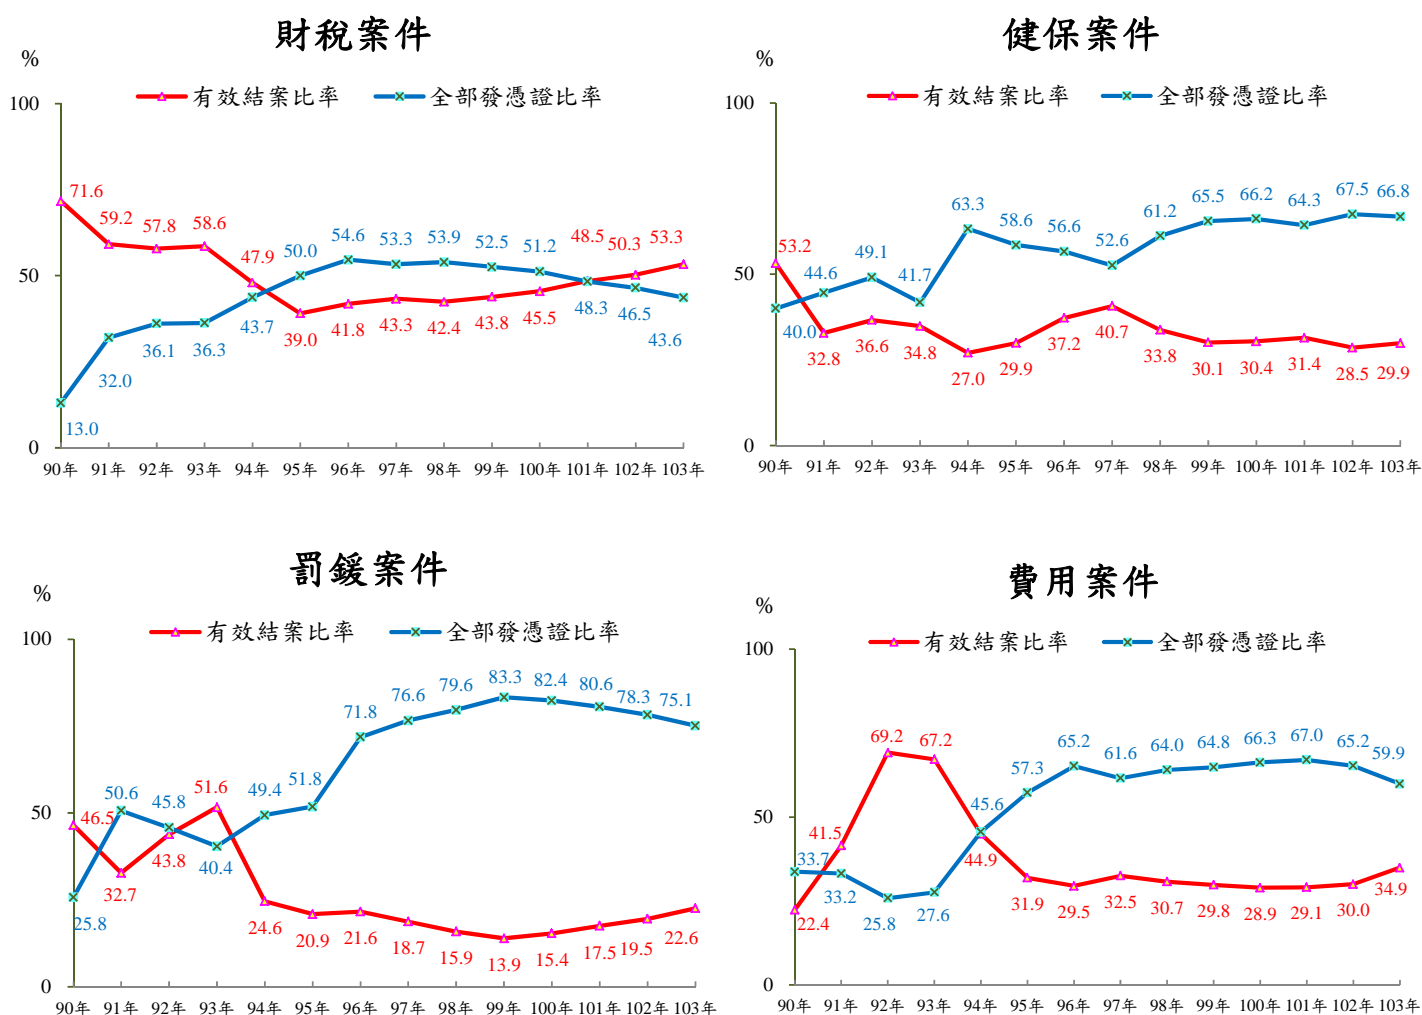 財稅案件
%
有效結案比率 全部發憑證比率
100
50
0
71.6 59.2 57.8 58.6 47.9 39.0 41.8 43.3 42.4 43.8 45.5 48.5 50.3 53.3
13.0 32.0 36.1 36.3 43.7 50.0 54.6 53.3 53.9 52.5 51.2 48.3 46.5 43.6
90年 91年 92年 93年 94年 95年 96年 97年 98年 99年 100年 101年 102年 103年
健保案件
%
有效結案比率 全部發憑證比率
100
50
0
53.2 32.8 36.6 34.8 27.0 29.9 37.2 40.7 33.8 30.1 30.4 31.4 28.5 29.9
40.0 44.6 49.1 41.7 63.3 58.6 56.6 52.6 61.2 65.5 66.2 64.3 67.5 66.8
90年 91年 92年 93年 94年 95年 96年 97年 98年 99年 100年 101年 102年 103年
罰鍰案件
%
有效結案比率 全部發憑證比率
100
50
0
46.5 32.7 43.8 51.6 24.6 20.9 21.6 18.7 15.9 13.9 15.4 17.5 19.5 22.6
25.8 50.6 45.8 40.4 49.4 51.8 71.8 76.6 79.6 83.3 82.4 80.6 78.3 75.1
90年 91年 92年 93年 94年 95年 96年 97年 98年 99年 100年 101年 102年 103年
費用案件
%
有效結案比率 全部發憑證比率
100
50
0
22.4 41.5 69.2 67.2 44.9 31.9 29.5 32.5 30.7 29.8 28.9 29.1 30.0 34.9
33.7 33.2 25.8 27.6 45.6 57.3 65.2 61.6 64.0 64.8 66.3 67.0 65.2 59.9
90年 91年 92年 93年 94年 95年 96年 97年 98年 99年 100年 101年 102年 103年